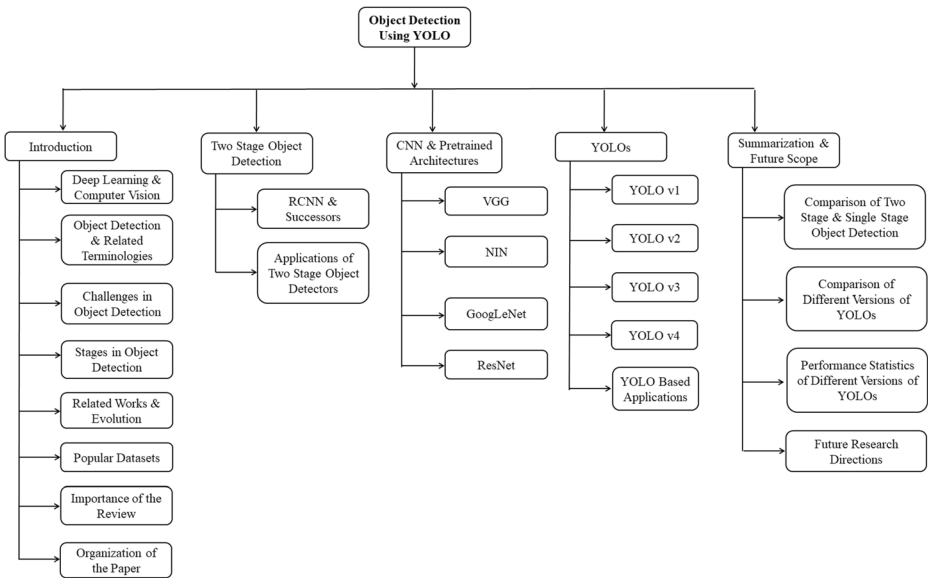 Object Detection
Using YOLO
Introduction
Deep Learning &
Computer Vision
Object Detection
& Related
Terminologies
Challenges in
Object Detection
Stages in Object
Detection
Related Works &
Evolution
Popular Datasets
Importance of the
Review
Organization of
the Paper
Two Stage Object
Detection
RCNN &
Successors
Applications of
Two Stage Object
Detectors
CNN & Pretrained
Architectures
VGG
NIN
GoogLeNet
ResNet
YOLOs
YOLO v1
YOLO v2
YOLO v3
YOLO v4
YOLO Based
Applications
Summarization &
Future Scope
Comparison of Two
Stage & Single Stage
Object Detection
Comparison of
Different Versions of
YOLOs
Performance Statistics
of Different Versions of
YOLOs
Future Research
Directions